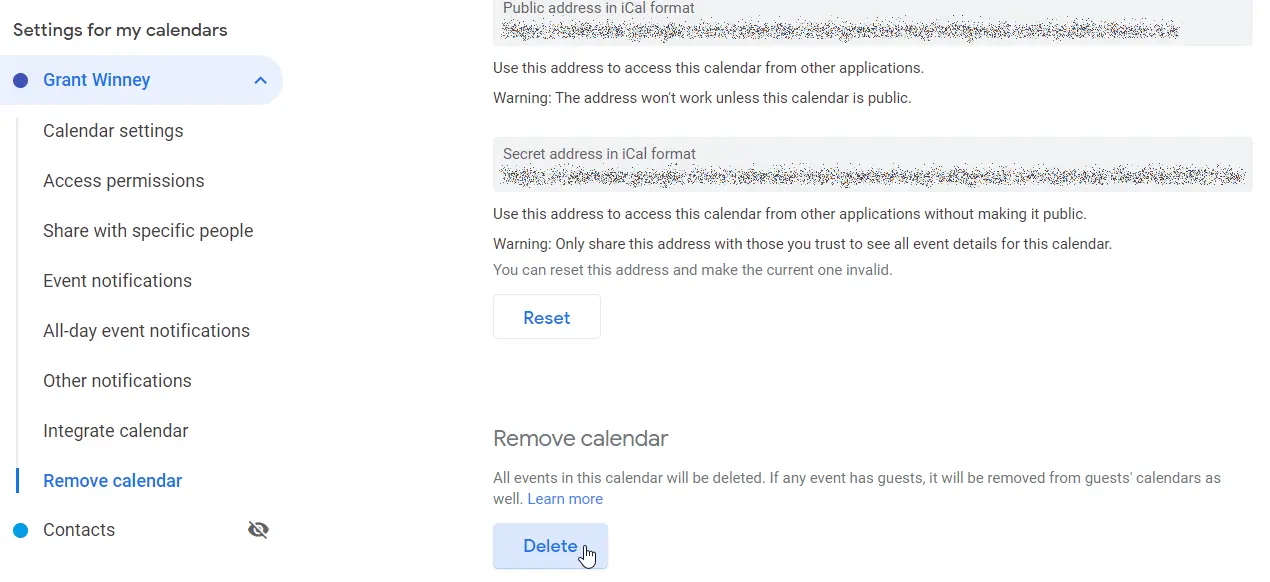 Settings for my calendars
Grant Winney
Calendar settings
Access permissions
Share with specific people
Event notifications
All-day event notifications
Other notifications
Integrate calendar
Remove calendar
Contacts
Public address in iCal format
Use this address to access this calendar from other applications.
Warning: The address won't work unless this calendar is public.
Secret address in iCal format
Use this address to access this calendar from other applications without making it public.
Warning: Only share this address with those you trust to see all event details for this calendar.
You can reset this address and make the current one invalid.
Reset
Remove calendar
All events in this calendar will be deleted. If any event has guests, it will be removed from guests' calendars as
well. Learn more
Delete